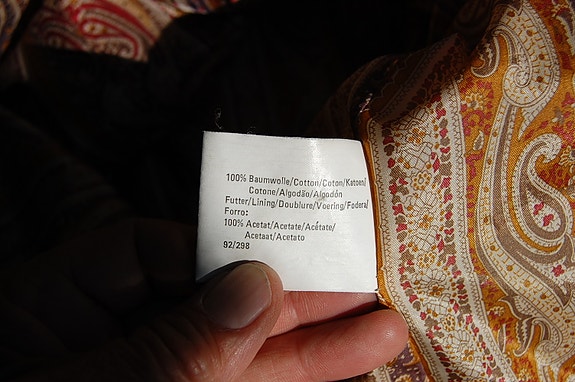 100% Baumwolle/Cotton/Coton/Katoen/
Cotone/Algodão/Algodón
Futter/Lining/Doublure/Voering/Fodera/
Forro:
100% Acetat/Acetate/Acétate/
Acetaat/Acetato
92/298